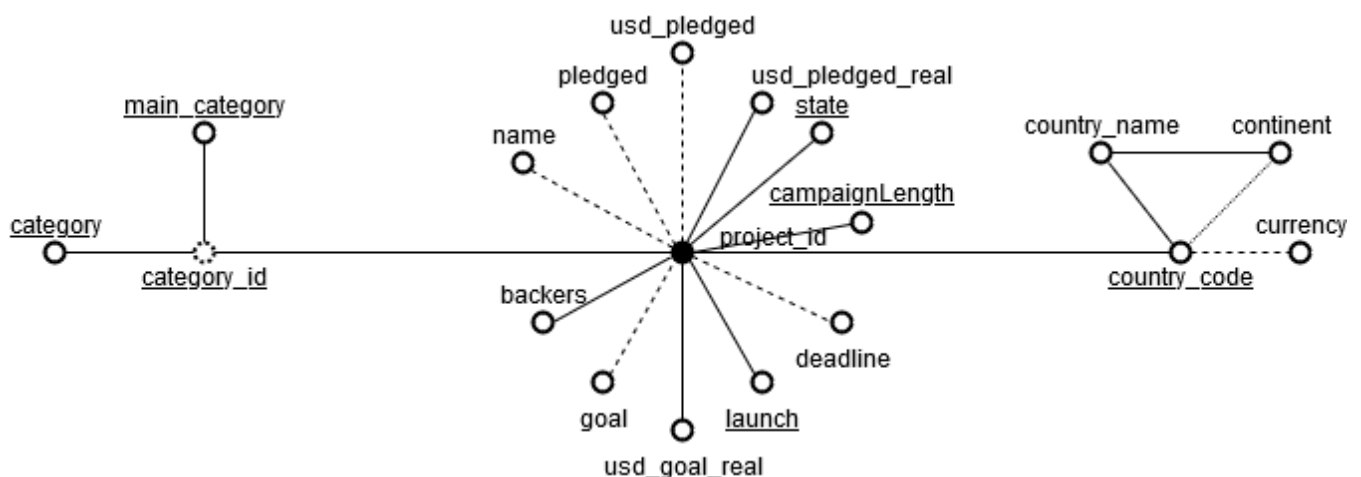 usd_pledged
pledged
usd_pledged_real
main_category
state
name
country_name
continent
campaignLength
category
project_id
currency
category_id
country_code
backers
deadline
goal
launch
usd_goal_real